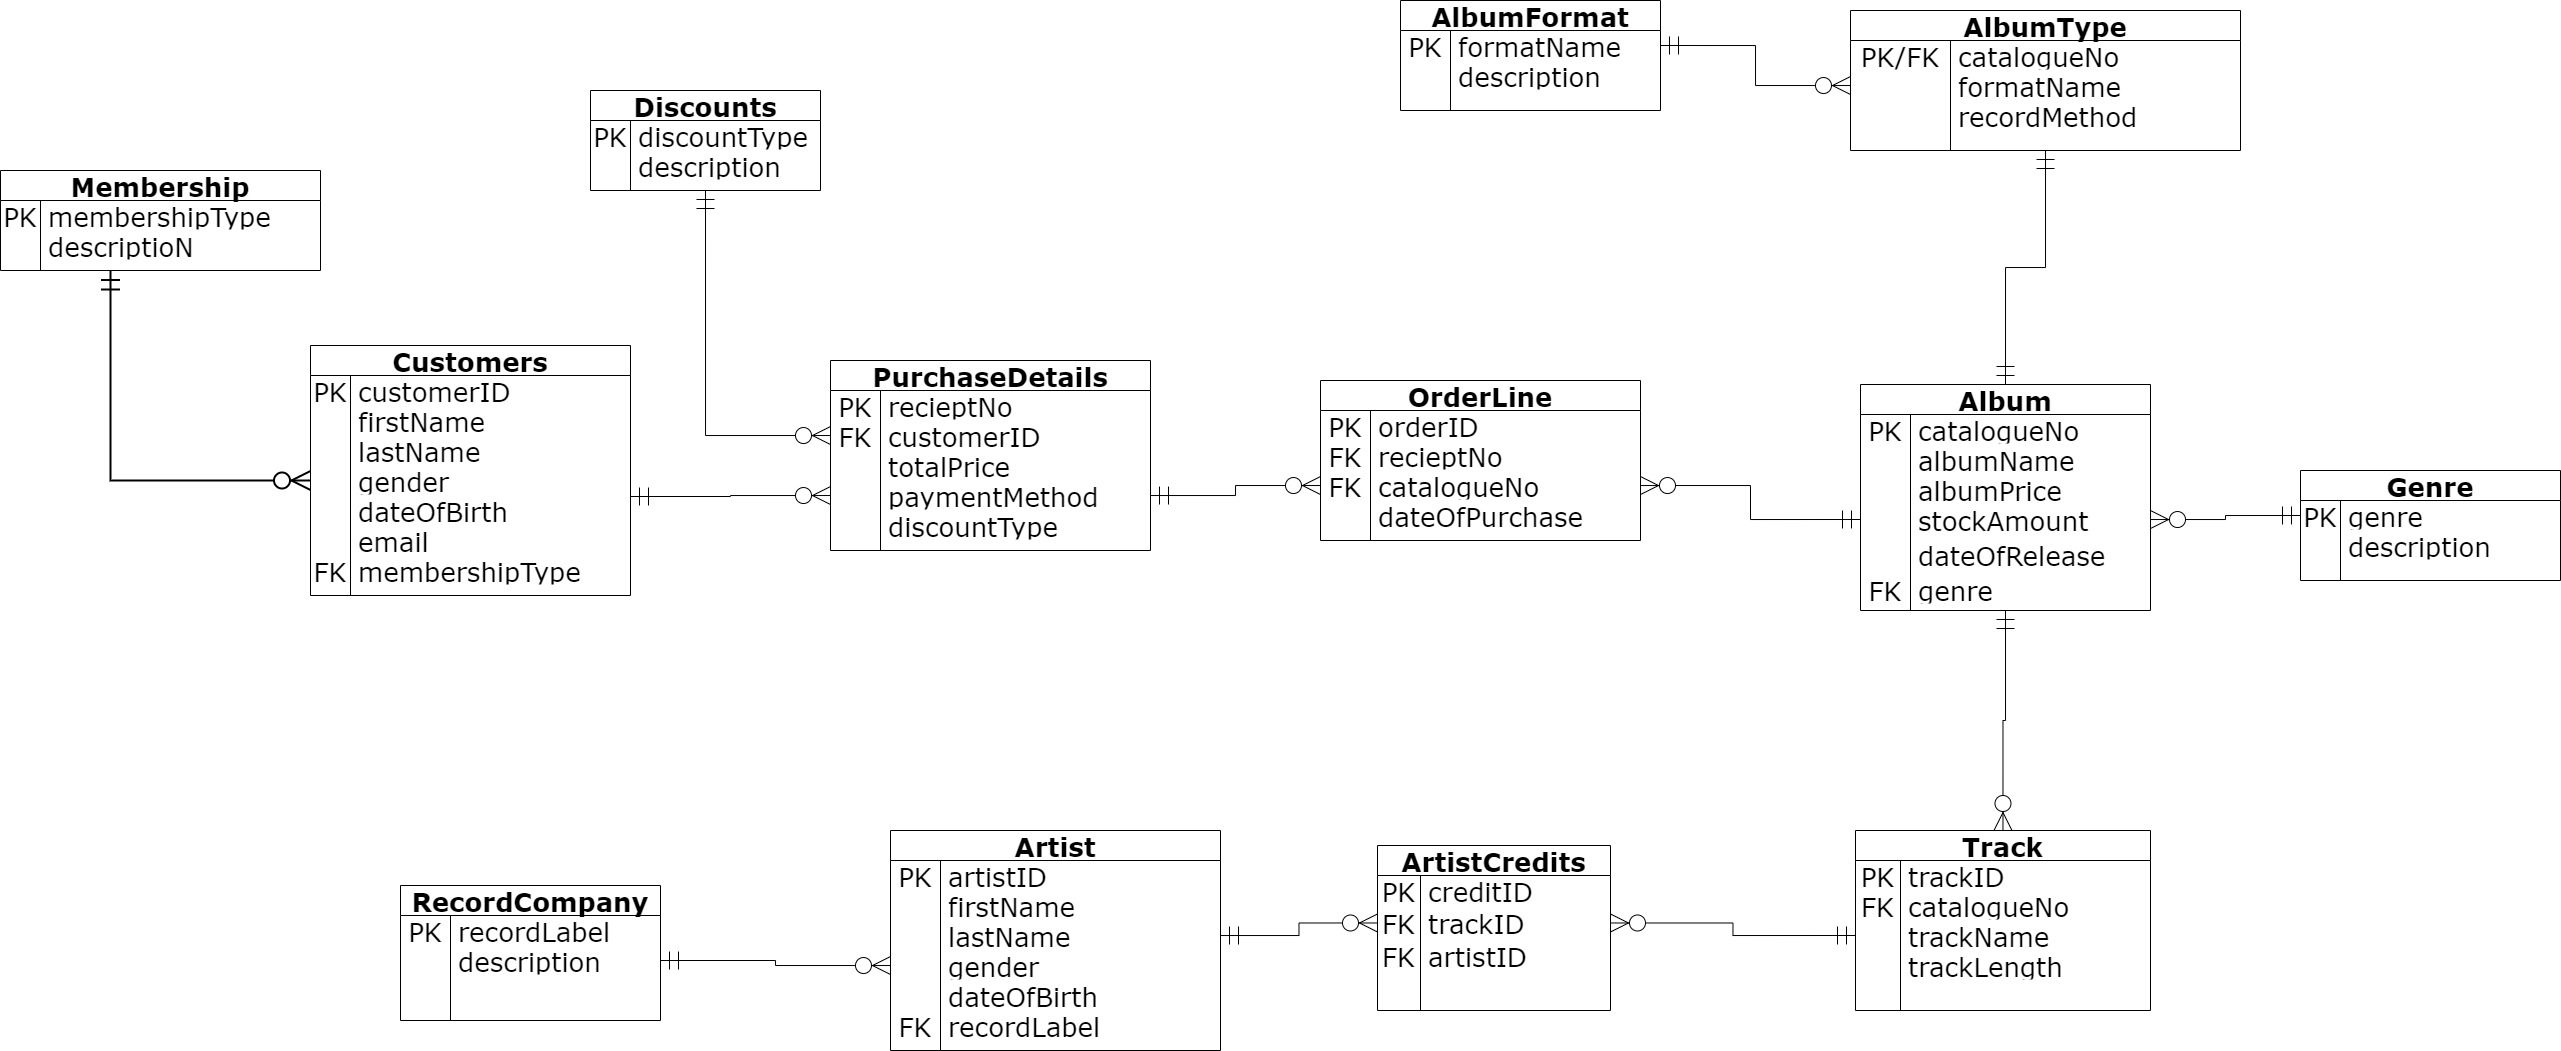 AlbumFormat
PK formatName
description
AlbumType
PK/FK catalogueNo
formatName
recordMethod
Discounts
PK discountType
description
Membership
PK membershipType
descriptioN
Customers
PK customerID
firstName
lastName
gender
dateOfBirth
email
FK membershipType
PurchaseDetails
PK recieptNo
FK customerID
totalPrice
paymentMethod
discountType
OrderLine
PK orderID
FK recieptNo
FK catalogueNo
dateOfPurchase
Album
PK catalogueNo
albumName
albumPrice
stockAmount
dateOfRelease
FK genre
Genre
PK genre
description
RecordCompany
PK recordLabel
description
Artist
PK artistID
firstName
lastName
gender
dateOfBirth
FK recordLabel
ArtistCredits
PK creditID
FK trackID
FK artistID
Track
PK trackID
FK catalogueNo
trackName
trackLength